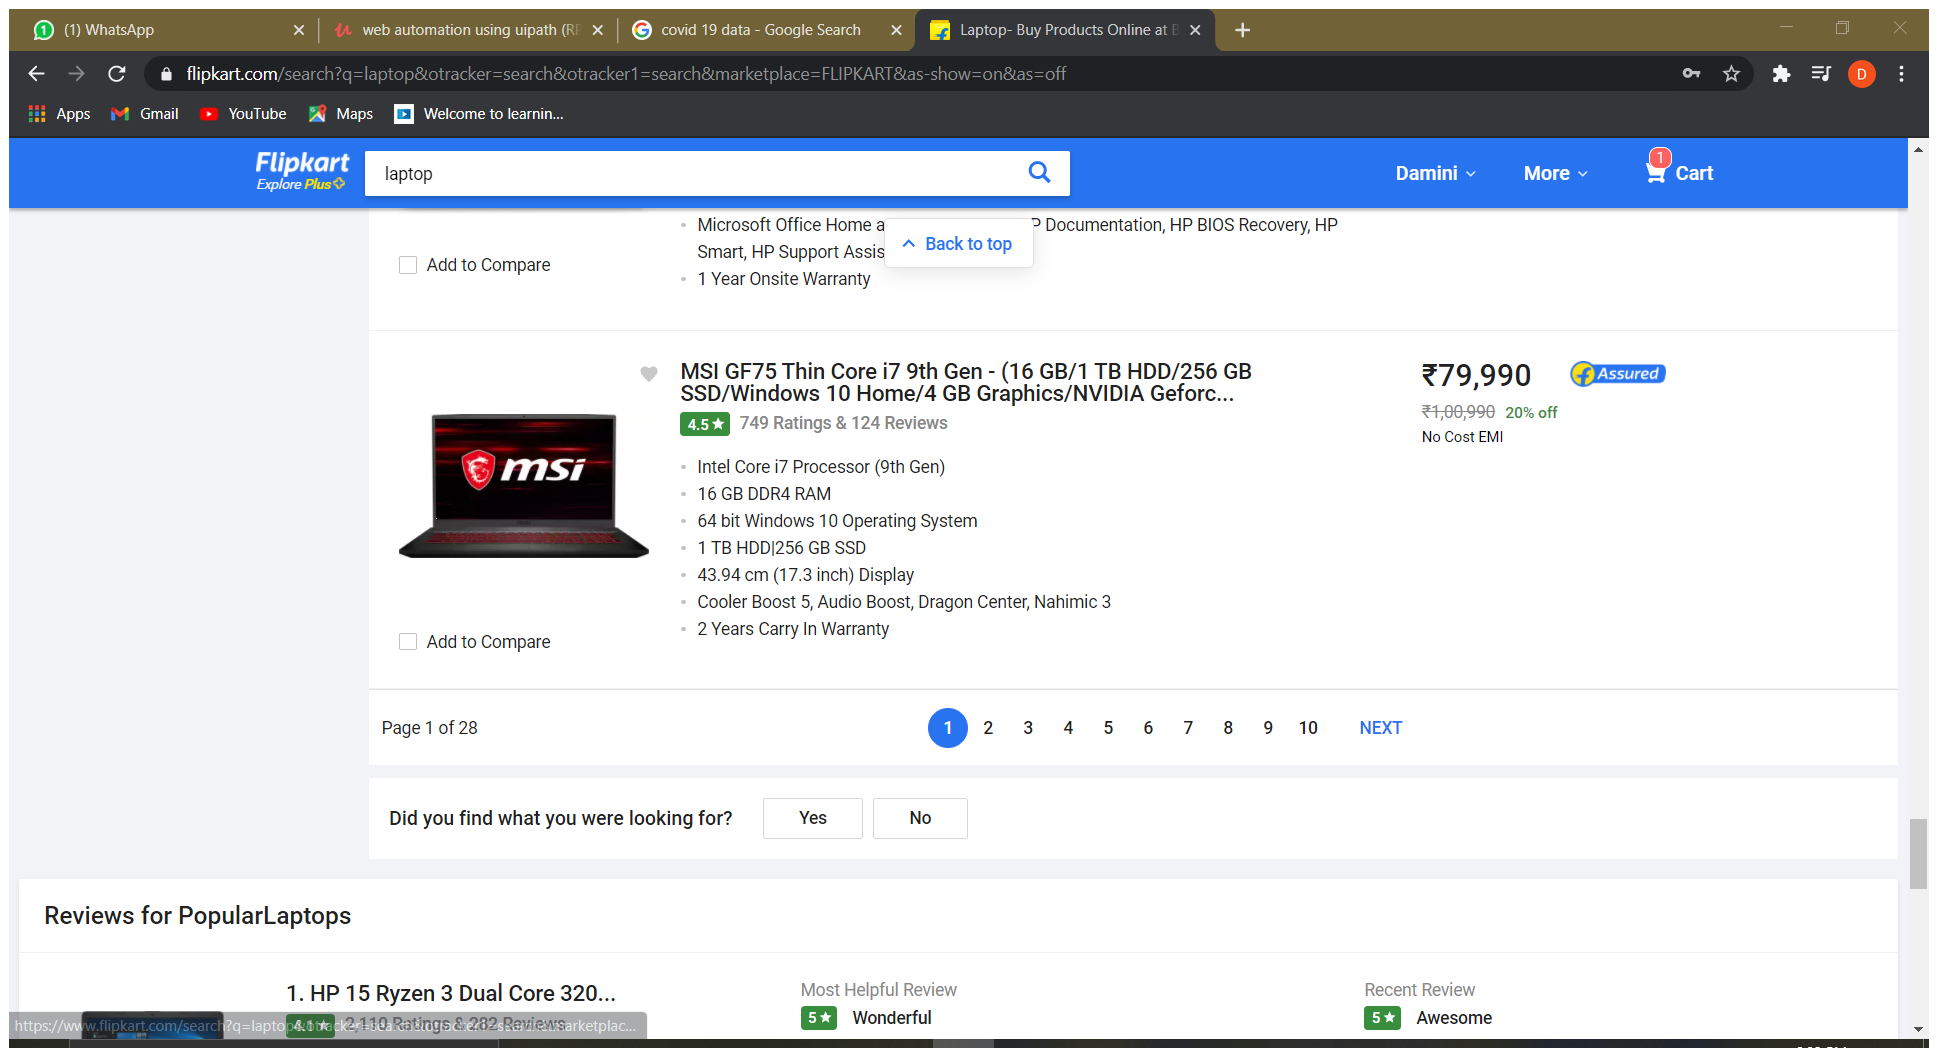 (1) WhatsApp
web automation using uipath (RP
covid 19 data - Google Search
Laptop- Buy Products Online at B
flipkart.com/search?q=laptop&otracker=search&otracker1=search&marketplace=FLIPKART&as-show=on&as=off
D
Apps
Gmail
YouTube
Maps
Welcome to learnin...
Flipkart
Explore Plus
laptop
Damini
More
1
Cart
Microsoft Office Home a P Documentation, HP BIOS Recovery, HP
Smart, HP Support Assis
Back to top
1 Year Onsite Warranty
Add to Compare
MSI GF75 Thin Core i7 9th Gen - (16 GB/1 TB HDD/256 GB
SSD/Windows 10 Home/4 GB Graphics/NVIDIA Geforc...
4.5★ 749 Ratings & 124 Reviews
₹79,990
Assured
₹1,00,990 20% off
No Cost EMI
msi
Intel Core i7 Processor (9th Gen)
16 GB DDR4 RAM
64 bit Windows 10 Operating System
1 TB HDD|256 GB SSD
43.94 cm (17.3 inch) Display
Cooler Boost 5, Audio Boost, Dragon Center, Nahimic 3
2 Years Carry In Warranty
Add to Compare
Page 1 of 28
1 2 3 4 5 6 7 8 9 10 NEXT
Did you find what you were looking for?
Yes
No
Reviews for PopularLaptops
1. HP 15 Ryzen 3 Dual Core 320...
4.1★ 2,110 Ratings & 282 Reviews
Most Helpful Review
5★ Wonderful
Recent Review
5★ Awesome
https://www.flipkart.com/search?q=laptop